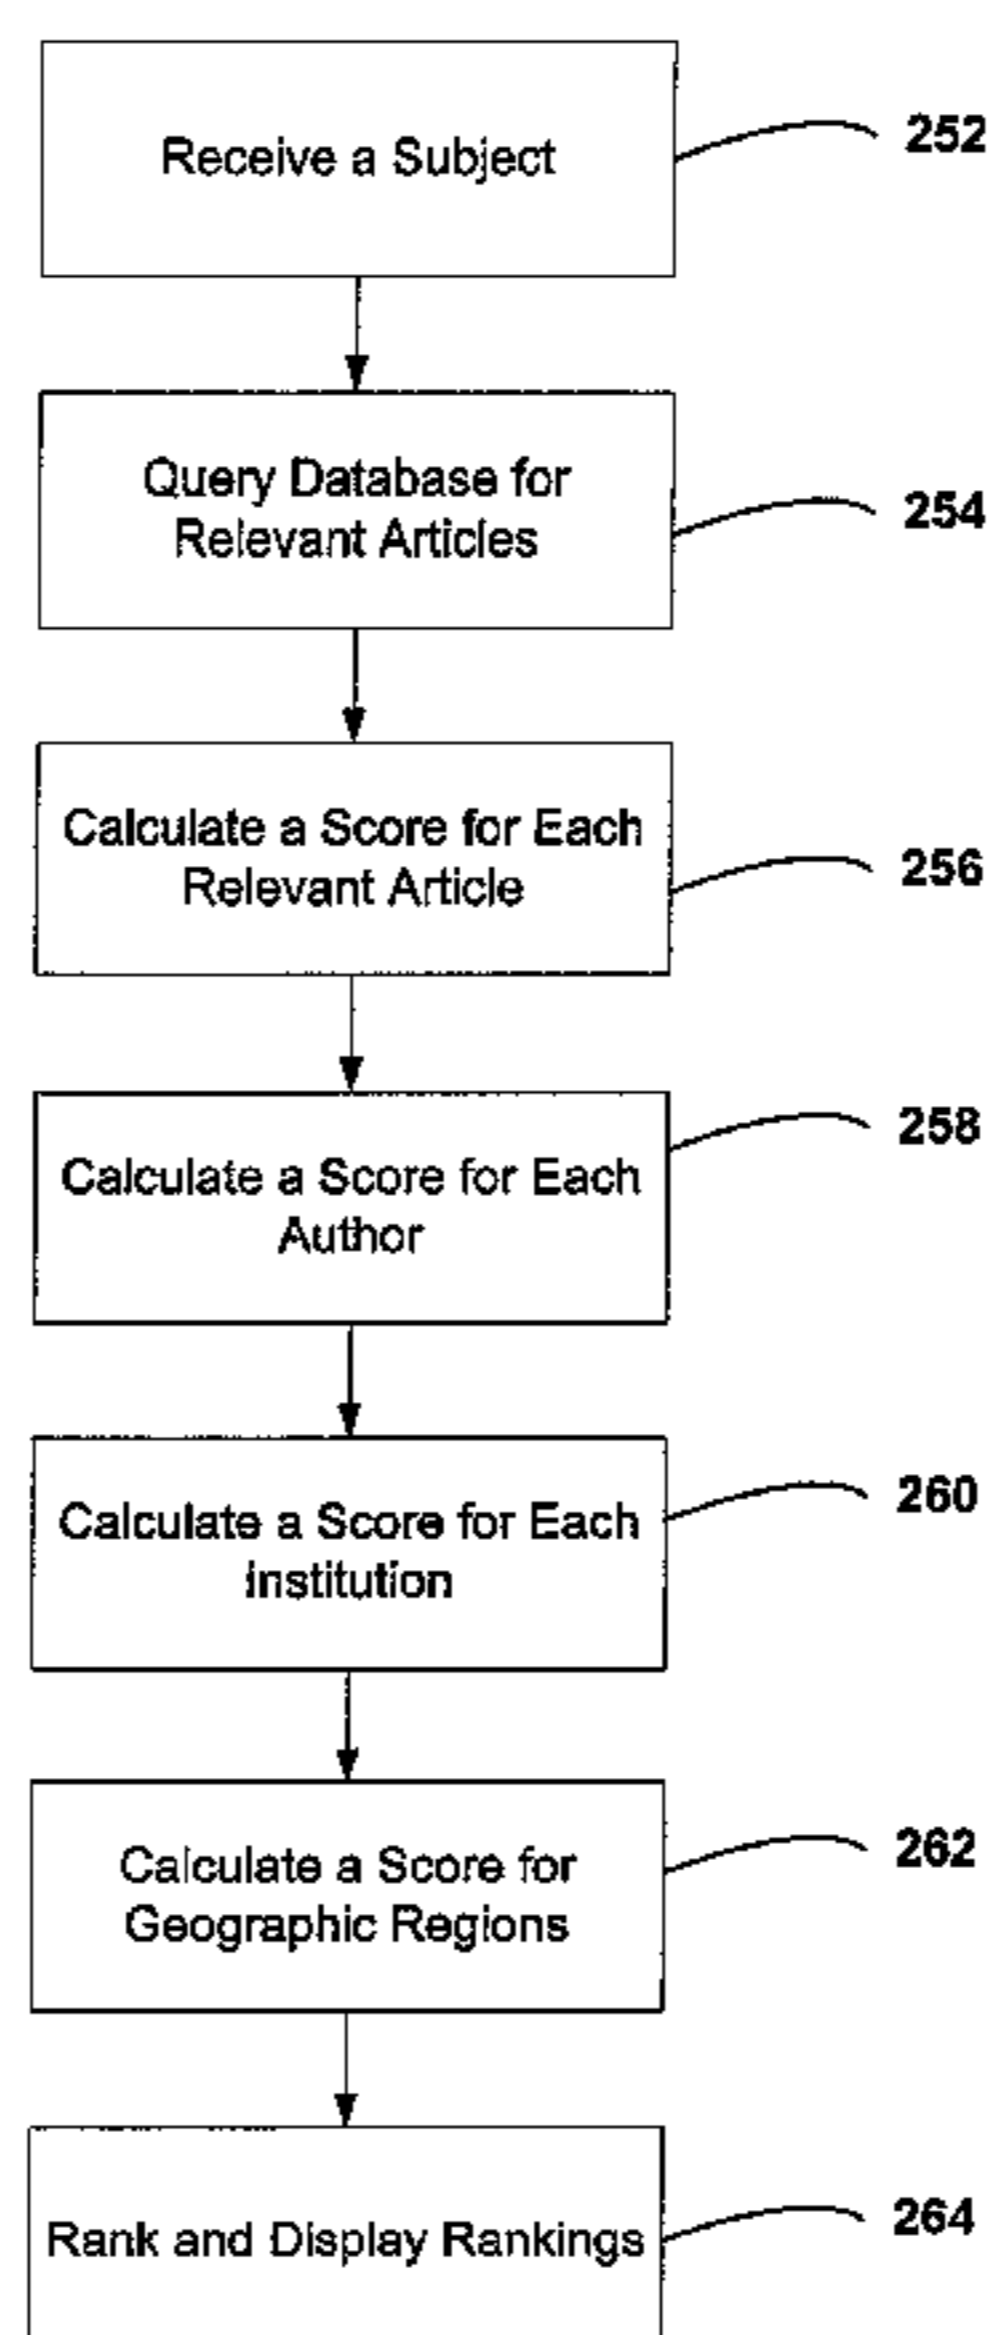 Receive a Subject
252
Query Database for
Relevant Articles
254
Calculate a Score for Each
Relevant Article
256
Calculate a Score for Each
Author
258
Calculate a Score for Each
Institution
260
Calculate a Score for
Geographic Regions
262
Rank and Display Rankings
264